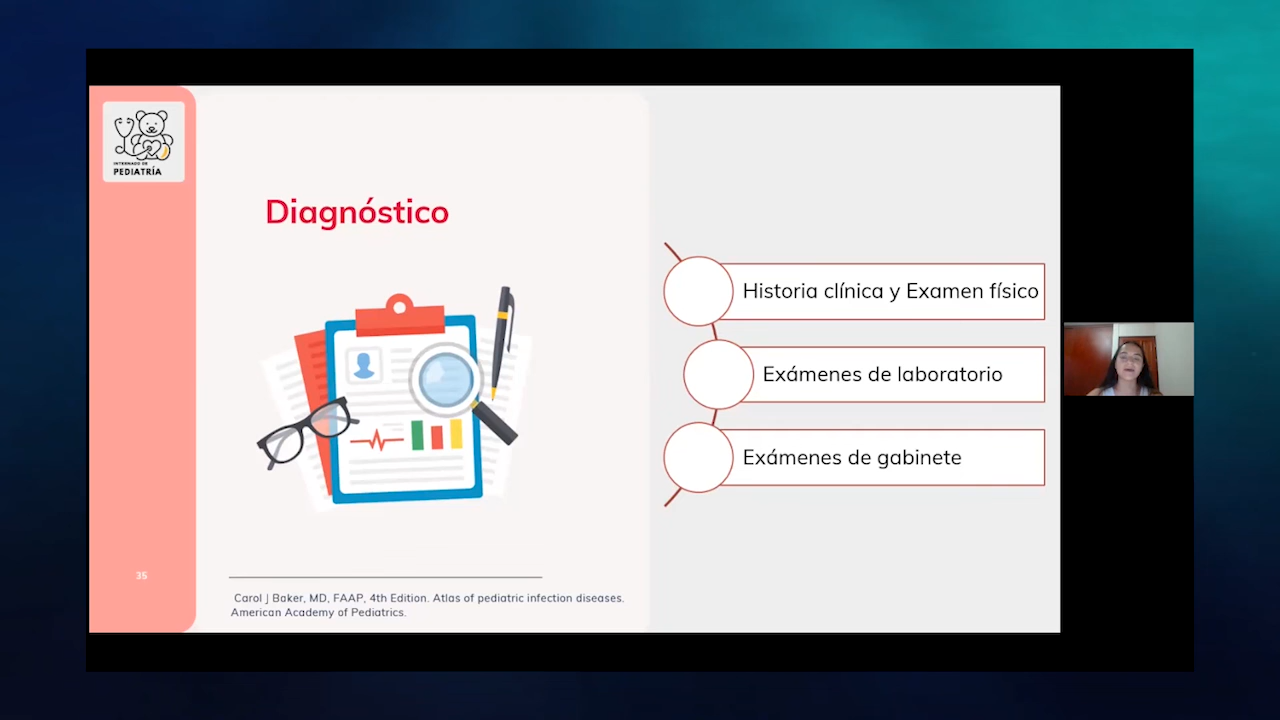 INTERNADO DE
PEDIATRÍA
Diagnóstico
Historia clínica y Examen físico
Exámenes de laboratorio
Exámenes de gabinete
35
Carol J Baker, MD, FAAP, 4th Edition. Atlas of pediatric infection diseases.
American Academy of Pediatrics.